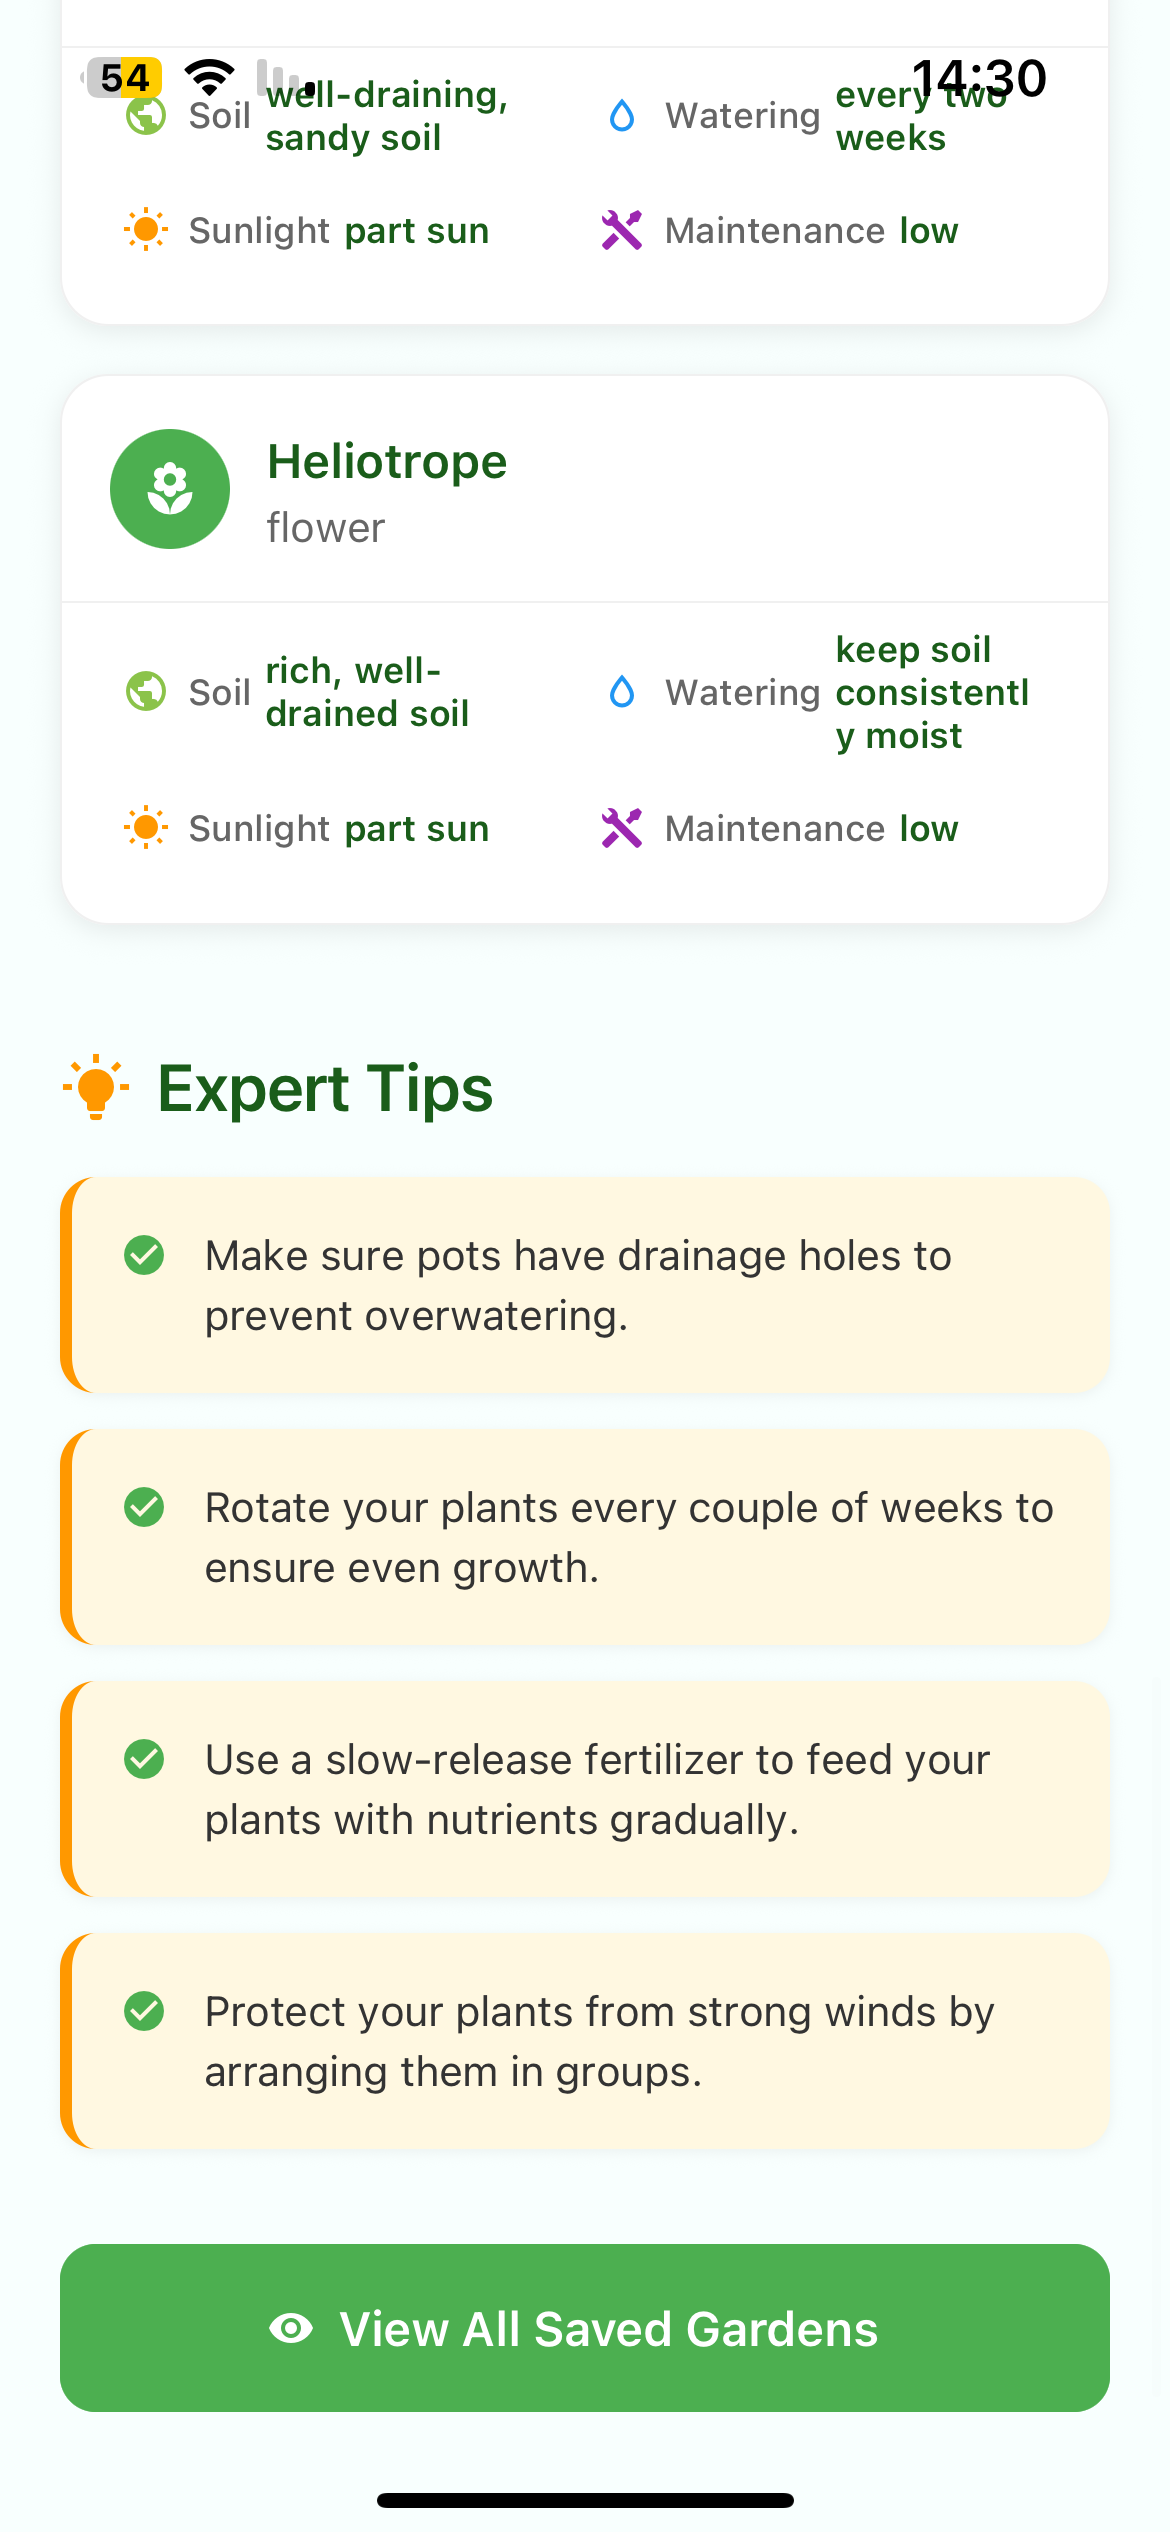 54
14:30
Soil well-draining,
sandy soil
Watering every two
weeks
Sunlight part sun
Maintenance low
Heliotrope
flower
Soil rich, well-
drained soil
Watering keep soil
consistentl
y moist
Sunlight part sun
Maintenance low
Expert Tips
Make sure pots have drainage holes to
prevent overwatering.
Rotate your plants every couple of weeks to
ensure even growth.
Use a slow-release fertilizer to feed your
plants with nutrients gradually.
Protect your plants from strong winds by
arranging them in groups.
View All Saved Gardens